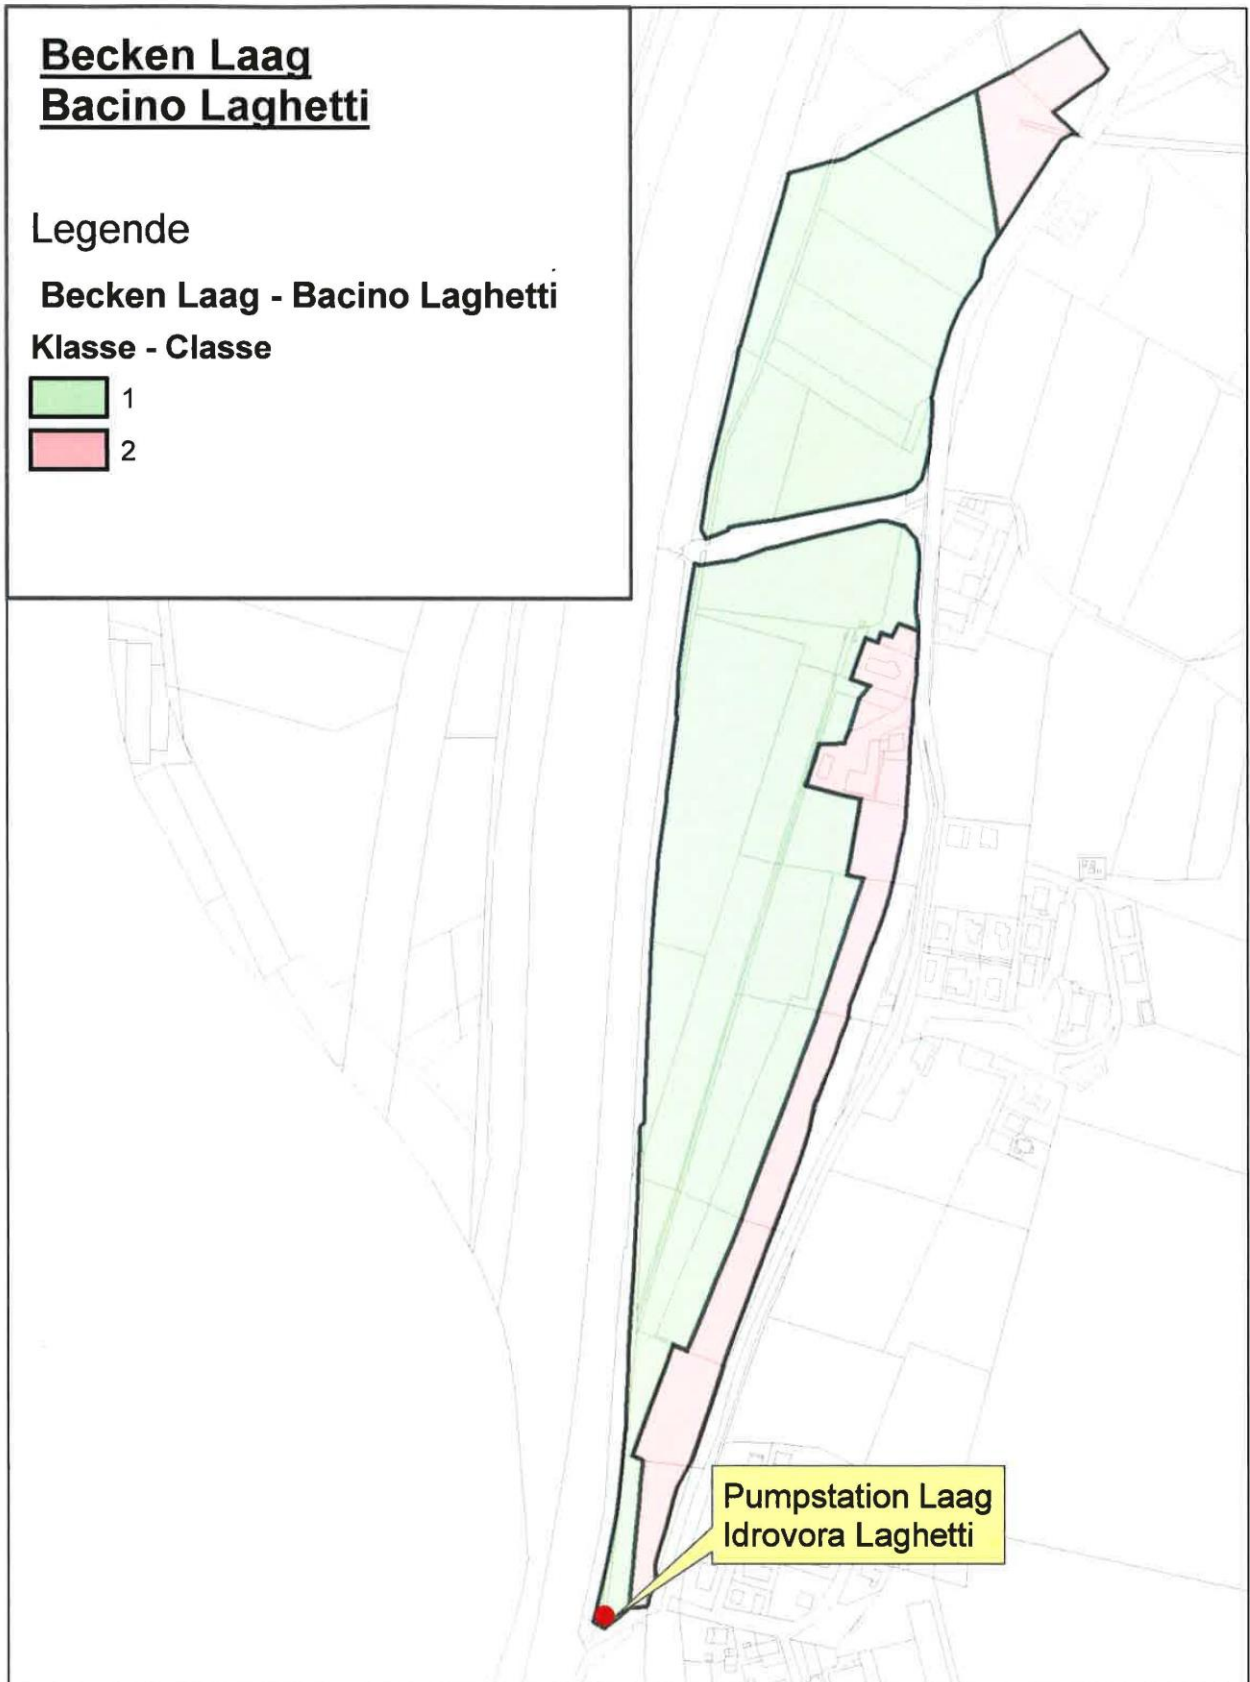 Becken Laag
Bacino Laghetti
Legende
Becken Laag - Bacino Laghetti
Klasse - Classe
1
2
Pumpstation Laag
Idrovora Laghetti